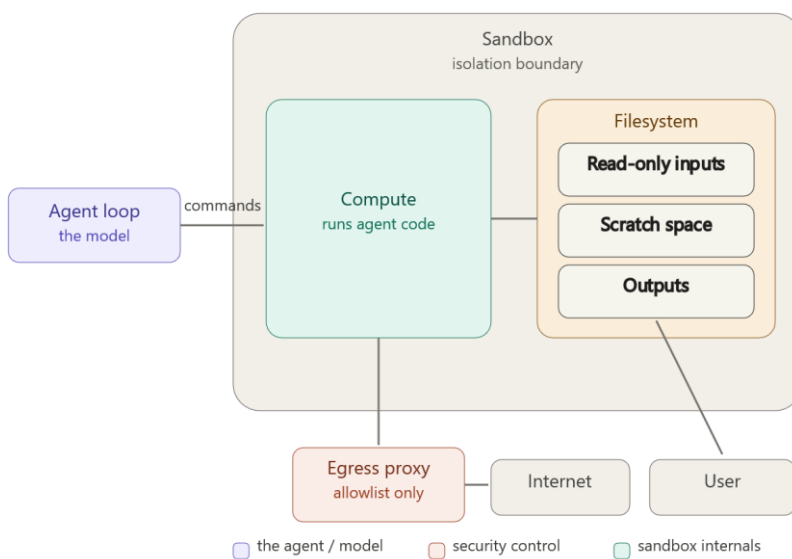 Sandbox
isolation boundary
Filesystem
Read-only inputs
Compute
Agent loop
commands
runs agent code
Scratch space
the model
Outputs
Egress proxy
allowlist only
Internet
User
the agent / model
security control
sandbox internals